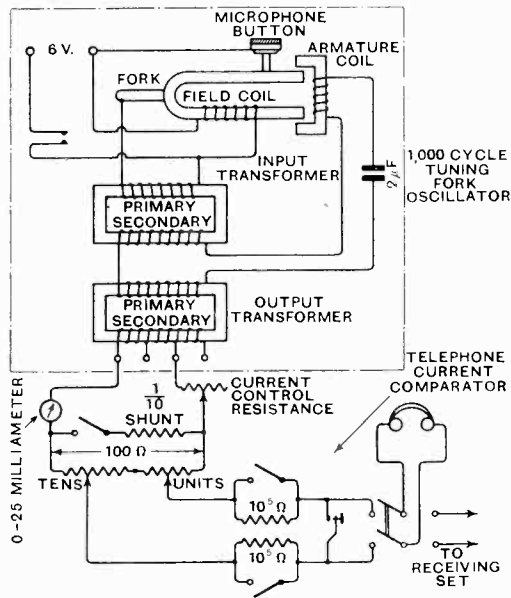 MICROPHONE
BUTTON
ARMATURE
COIL
6 V.
FORK
FIELD COIL
INPUT
TRANSFORMER
2 μF
1,000 CYCLE
TUNING
FORK
OSCILLATOR
PRIMARY
SECONDARY
PRIMARY
SECONDARY
OUTPUT
TRANSFORMER
TELEPHONE
CURRENT
COMPARATOR
0-25 MILLIAMETER
1/10
SHUNT
CURRENT
CONTROL
RESISTANCE
100 Ω
TENS
UNITS
10⁵ Ω
10⁵ Ω
TO
RECEIVING
SET